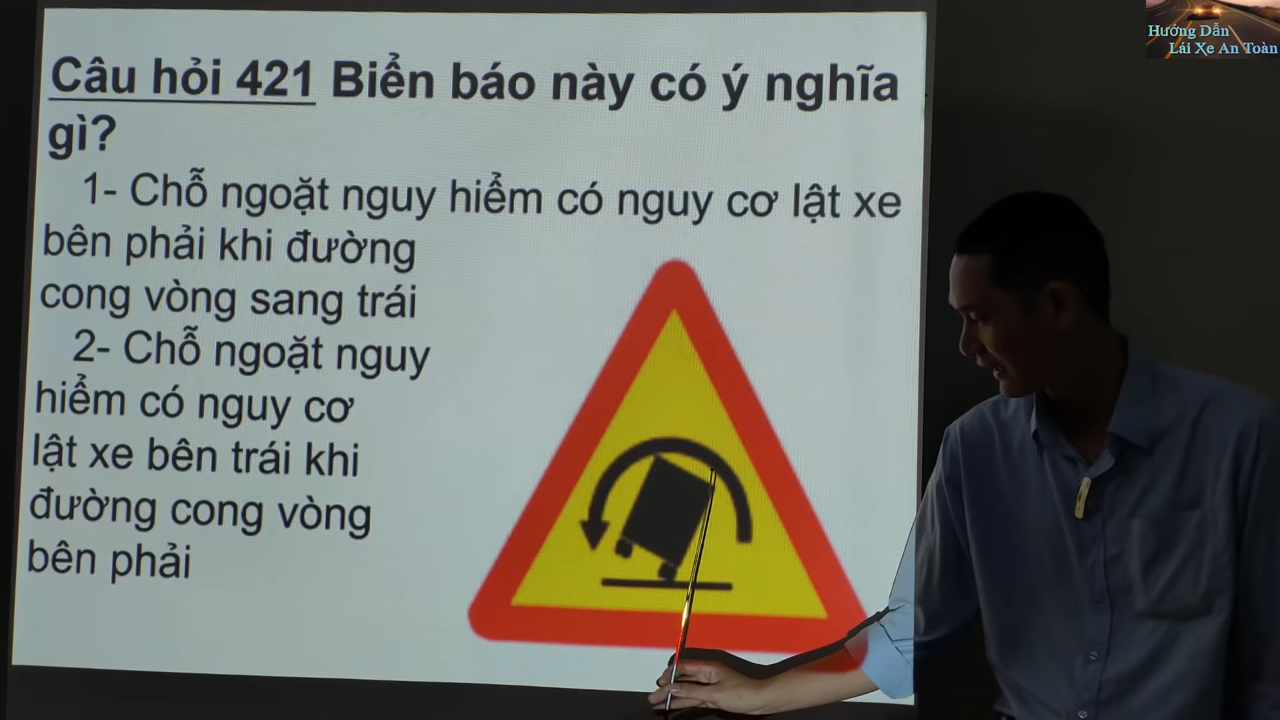 Hướng Dẫn
Lái Xe An Toàn
Câu hỏi 421 Biển báo này có ý nghĩa
gì?
1- Chỗ ngoặt nguy hiểm có nguy cơ lật xe
bên phải khi đường
cong vòng sang trái
2- Chỗ ngoặt nguy
hiểm có nguy cơ
lật xe bên trái khi
đường cong vòng
bên phải